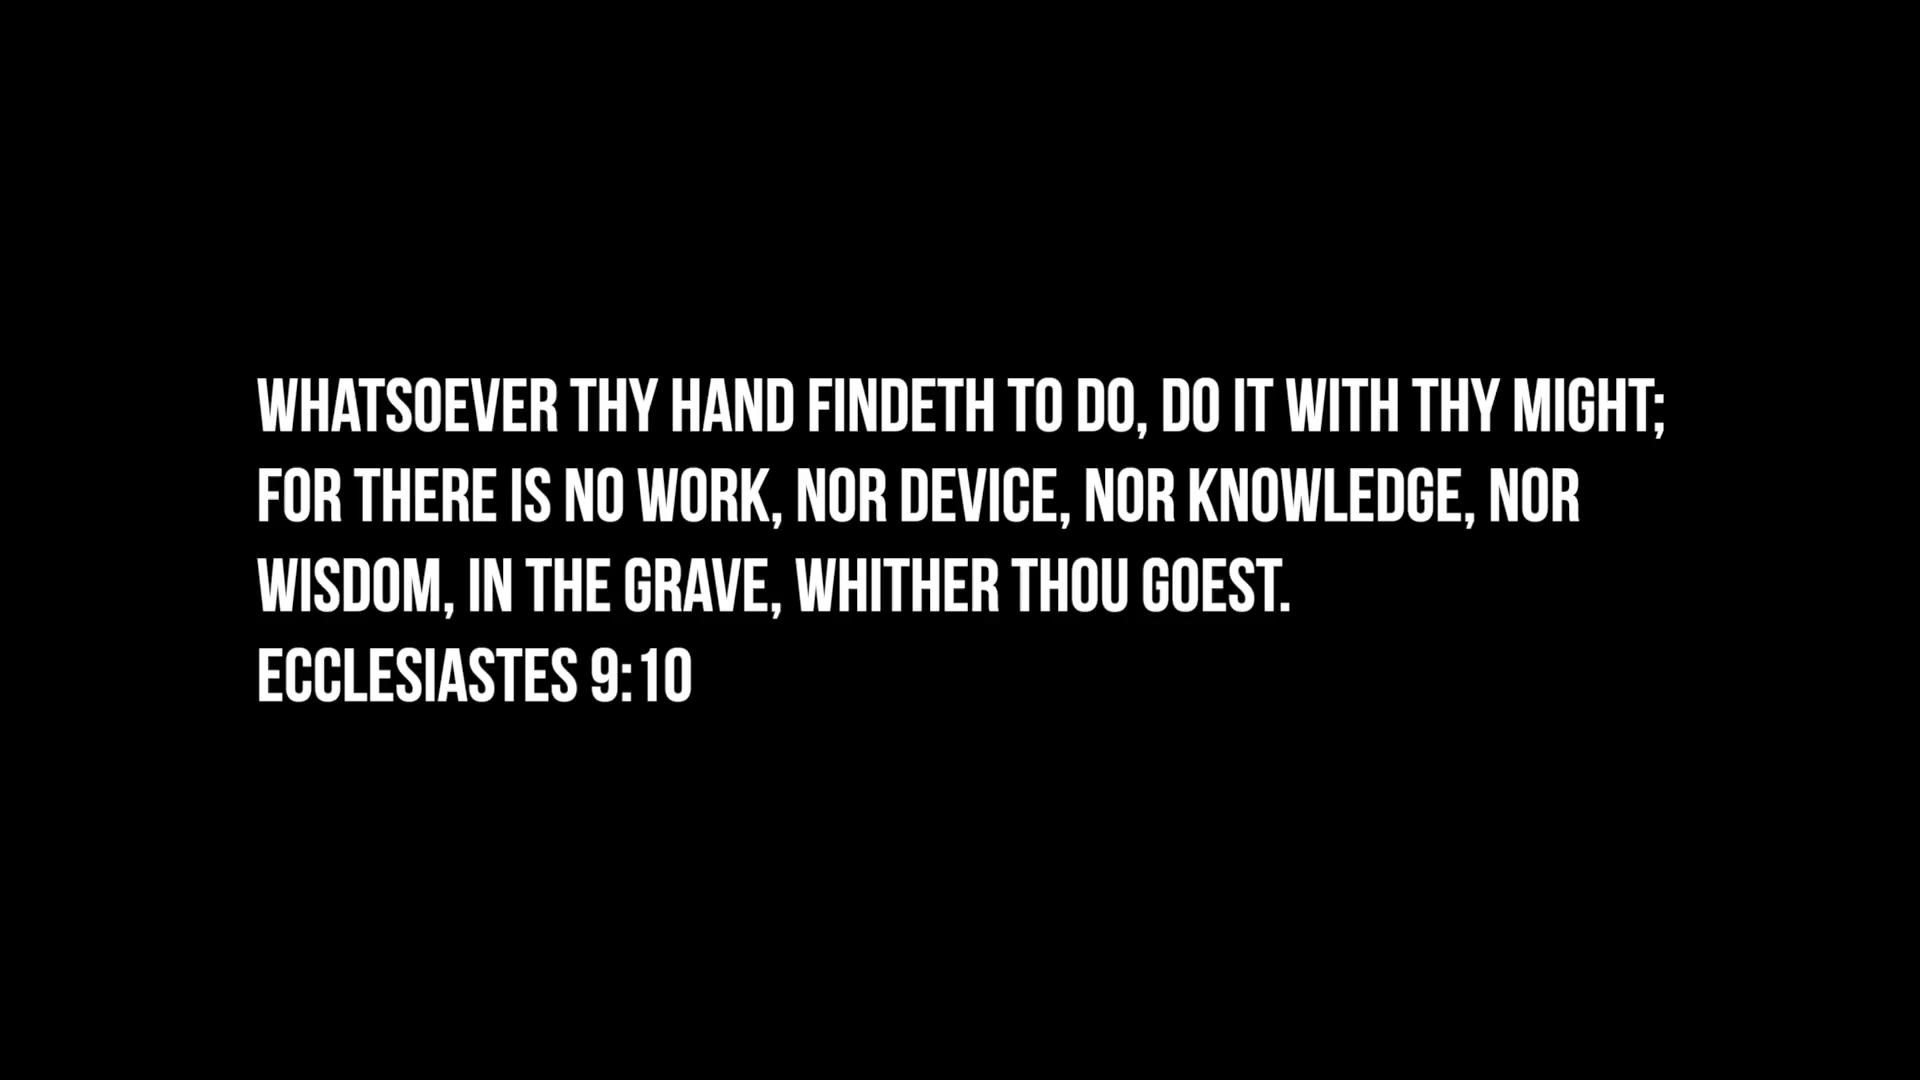 WHATSOEVER THY HAND FINDETH TO DO, DO IT WITH THY MIGHT;
FOR THERE IS NO WORK, NOR DEVICE, NOR KNOWLEDGE, NOR
WISDOM, IN THE GRAVE, WHITHER THOU GOEST.
ECCLESIASTES 9:10